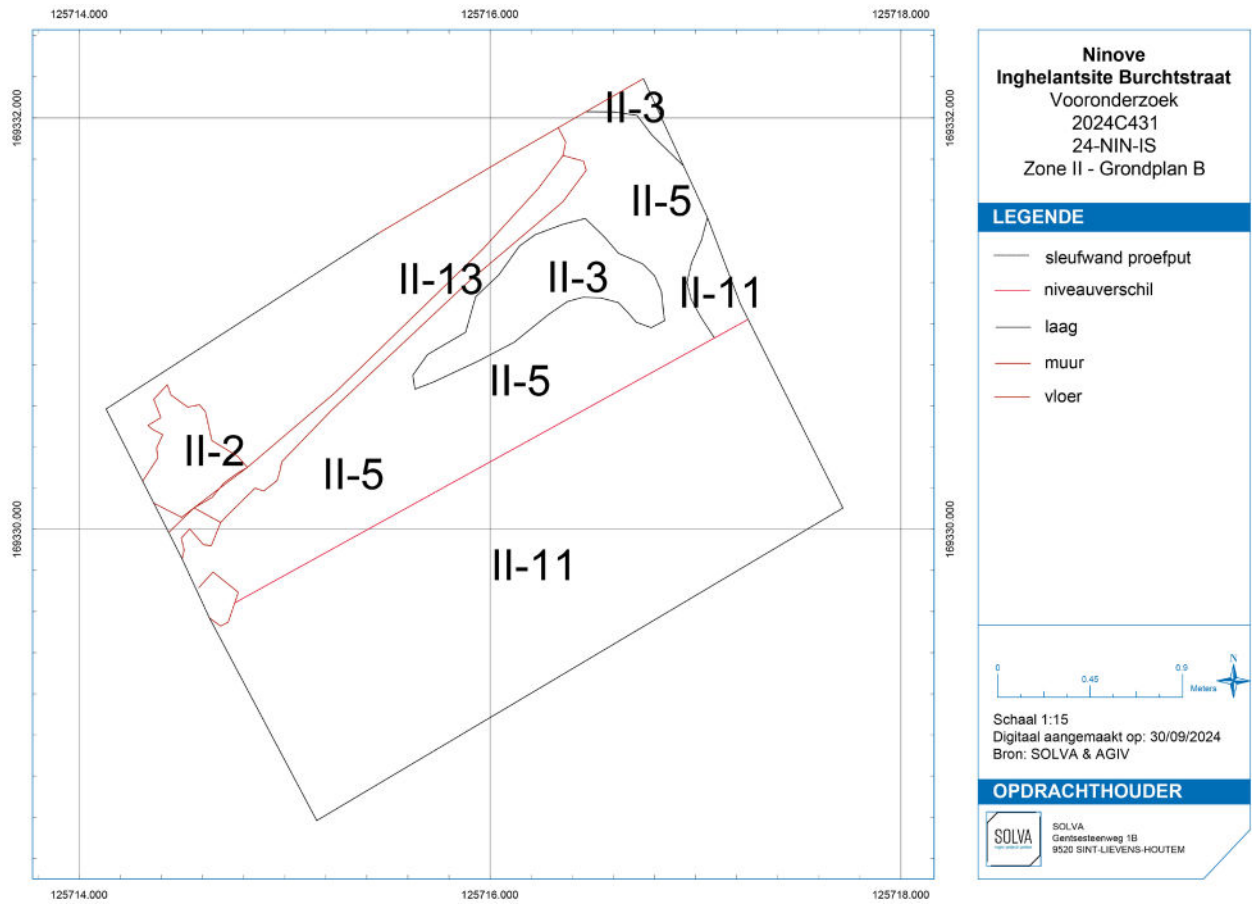 125714.000
125716.000
125718.000
169332.000
169332.000
II-3
II-5
II-13
II-3
II-11
II-5
II-2
II-5
169330.000
169330.000
II-11
125714.000
125716.000
125718.000
Ninove
Inghelantsite Burchtstraat
Vooronderzoek
2024C431
24-NIN-IS
Zone II - Grondplan B
LEGENDE
sleufwand proefput
niveauverschil
laag
muur
vloer
N
0
0.45
0.9
Meters
Schaal 1:15
Digitaal aangemaakt op: 30/09/2024
Bron: SOLVA & AGIV
OPDRACHTHOUDER
SOLVA
SOLVA
Gentsesteenweg 1B
9520 SINT-LIEVENS-HOUTEM